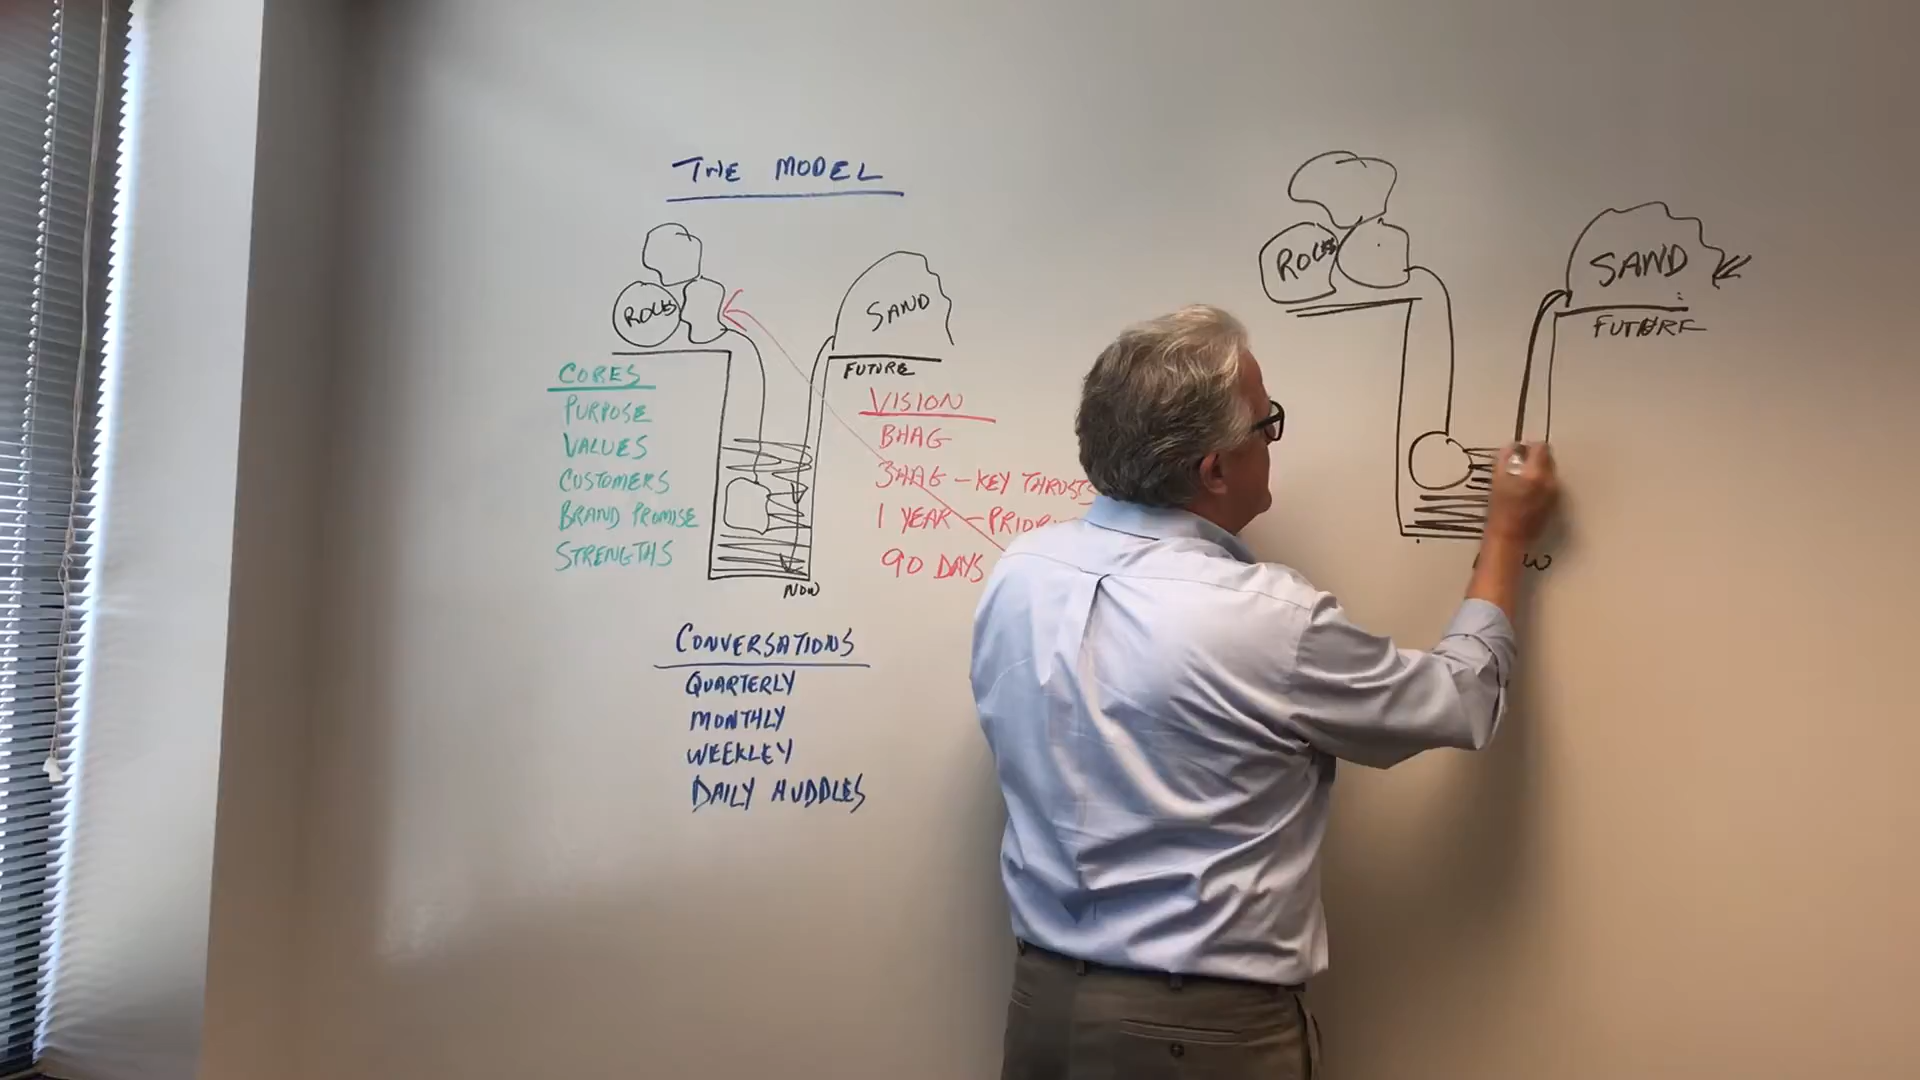 THE MODEL
ROCKS
SAND
FUTURE
CORES
PURPOSE
VALUES
CUSTOMERS
BRAND PROMISE
STRENGTHS
NOW
VISION
BHAG
3HAG - KEY THRUSTS
1 YEAR - PRIOR
90 DAYS
CONVERSATIONS
QUARTERLY
MONTHLY
WEEKLEY
DAILY HUDDLES
ROCKS
SAND
FUTURE